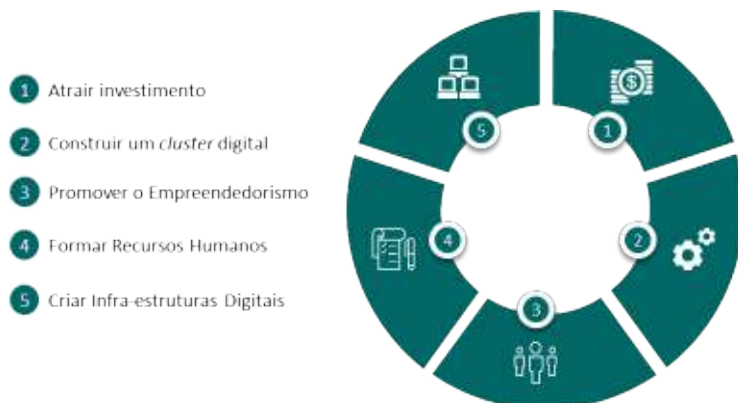 1 Atrair investimento
2 Construir um cluster digital
3 Promover o Empreendedorismo
4 Formar Recursos Humanos
5 Criar Infra-estruturas Digitais
$
5
1
4
2
3